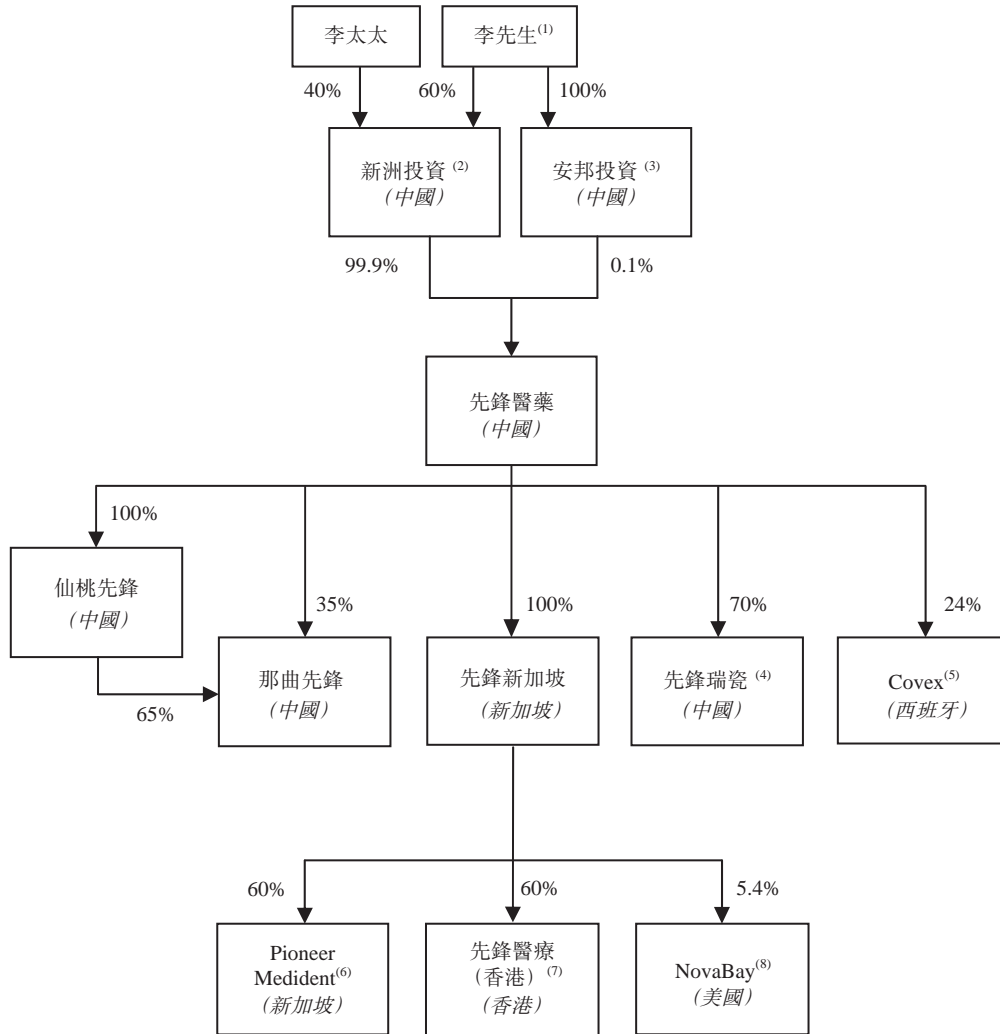 李太太
李先生(1)
40%
60%
100%
新洲投資 (2)
(中國)
安邦投資 (3)
(中國)
99.9%
0.1%
先鋒醫藥
(中國)
100%
仙桃先鋒
(中國)
35%
100%
70%
24%
65%
那曲先鋒
(中國)
先鋒新加坡
(新加坡)
先鋒瑞瓷 (4)
(中國)
Covex(5)
(西班牙)
60%
60%
5.4%
Pioneer
Medident(6)
(新加坡)
先鋒醫療
(香港) (7)
(香港)
NovaBay(8)
(美國)